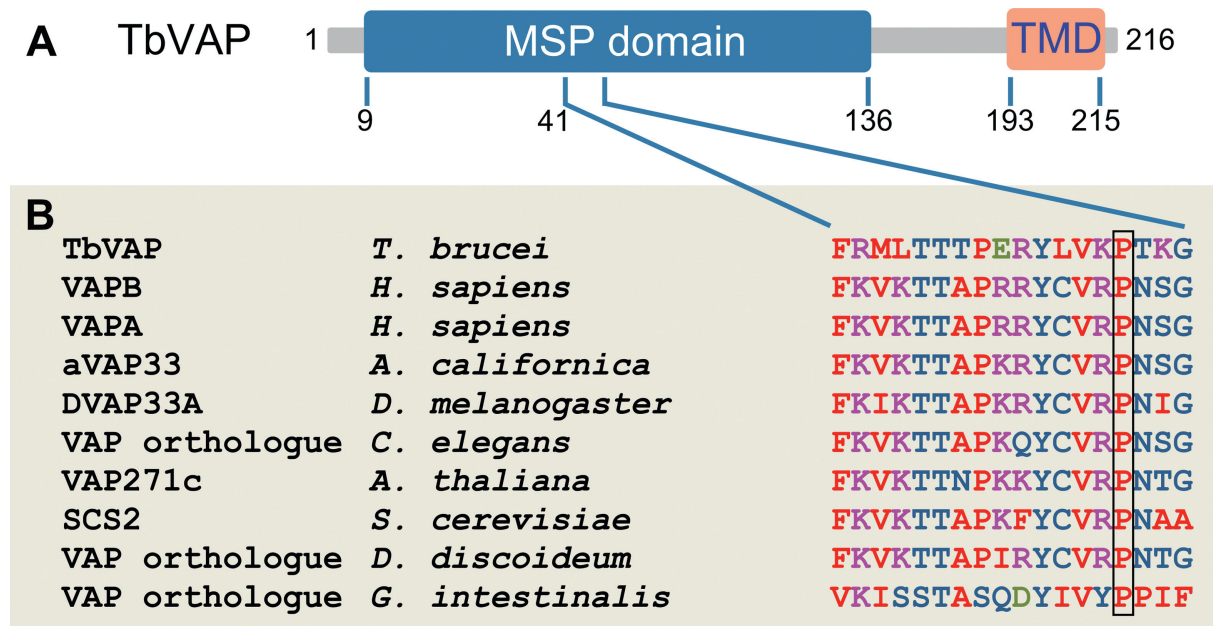 A TbVAP 1 MSP domain TMD 216
9 41 136 193 215
B
TbVAP T. brucei FRMLTTTPERYLVKPTKG
VAPB H. sapiens FKVKTTAPRRYCVRPNSG
VAPA H. sapiens FKVKTTAPRRYCVRPNSG
aVAP33 A. californica FKVKTTAPKRYCVRPNSG
DVAP33A D. melanogaster FKIKTTAPKRYCVRPNIG
VAP orthologue C. elegans FKVKTTAPKQYCVRPNSG
VAP271c A. thaliana FKVKTTNPKKYCVRPNTG
SCS2 S. cerevisiae FKVKTTAPKFYCVRPNAA
VAP orthologue D. discoideum FKVKTTAPIRYCVRPNTG
VAP orthologue G. intestinalis VKISSTASQDYIVYPPIF